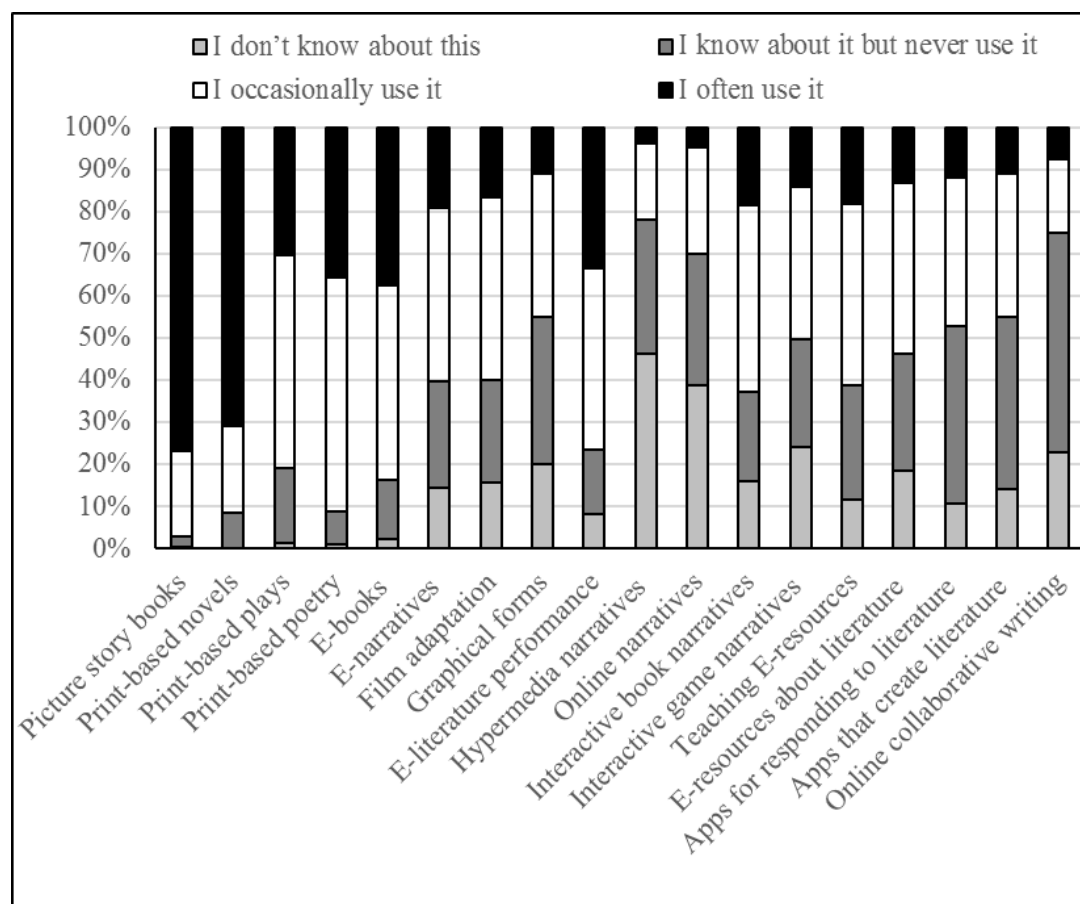 I don’t know about this
I know about it but never use it
I occasionally use it
I often use it
100%
90%
80%
70%
60%
50%
40%
30%
20%
10%
0%
Picture story books
Print-based novels
Print-based plays
Print-based poetry
E-books
E-narratives
Film adaptation
Graphical forms
E-literature performance
Hypermedia narratives
Online narratives
Interactive book narratives
Interactive game narratives
Teaching E-resources
E-resources about literature
Apps for responding to literature
Apps that create literature
Online collaborative writing